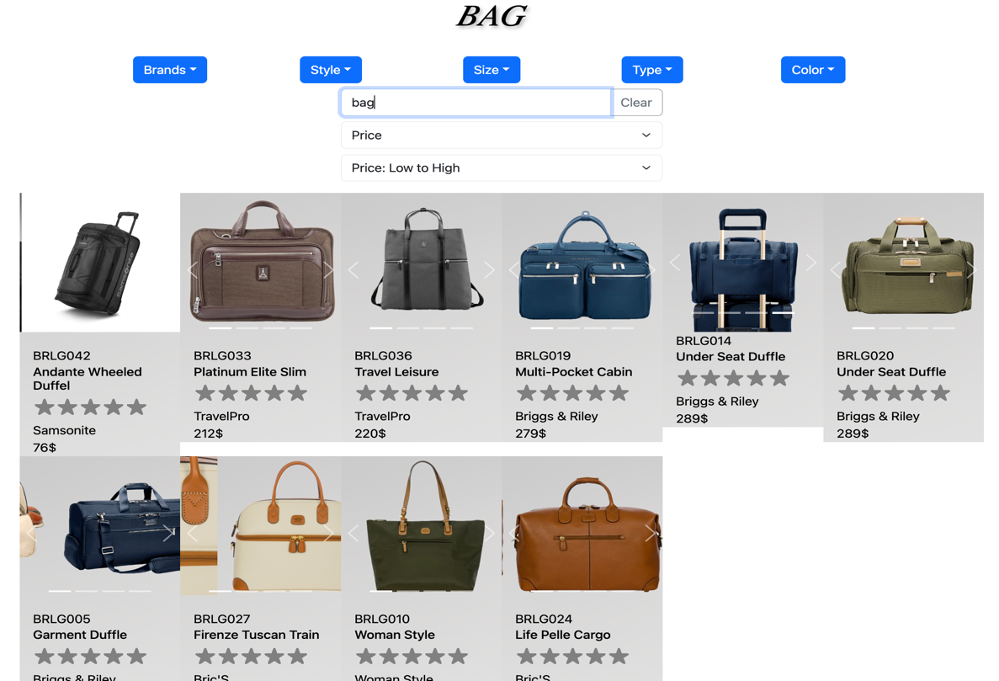 BAG
Brands
Style
Size
Type
Color
bag
Clear
Price
Price: Low to High
BRLG042
Andante Wheeled
Duffel
Samsonite
76$
BRLG033
Platinum Elite Slim
TravelPro
212$
BRLG036
Travel Leisure
TravelPro
220$
BRLG019
Multi-Pocket Cabin
Briggs & Riley
279$
BRLG014
Under Seat Duffle
Briggs & Riley
289$
BRLG020
Under Seat Duffle
Briggs & Riley
289$
BRLG005
Garment Duffle
Briggs & Riley
BRLG027
Firenze Tuscan Train
Bric'S
BRLG010
Woman Style
Woman Style
BRLG024
Life Pelle Cargo
Bric'S